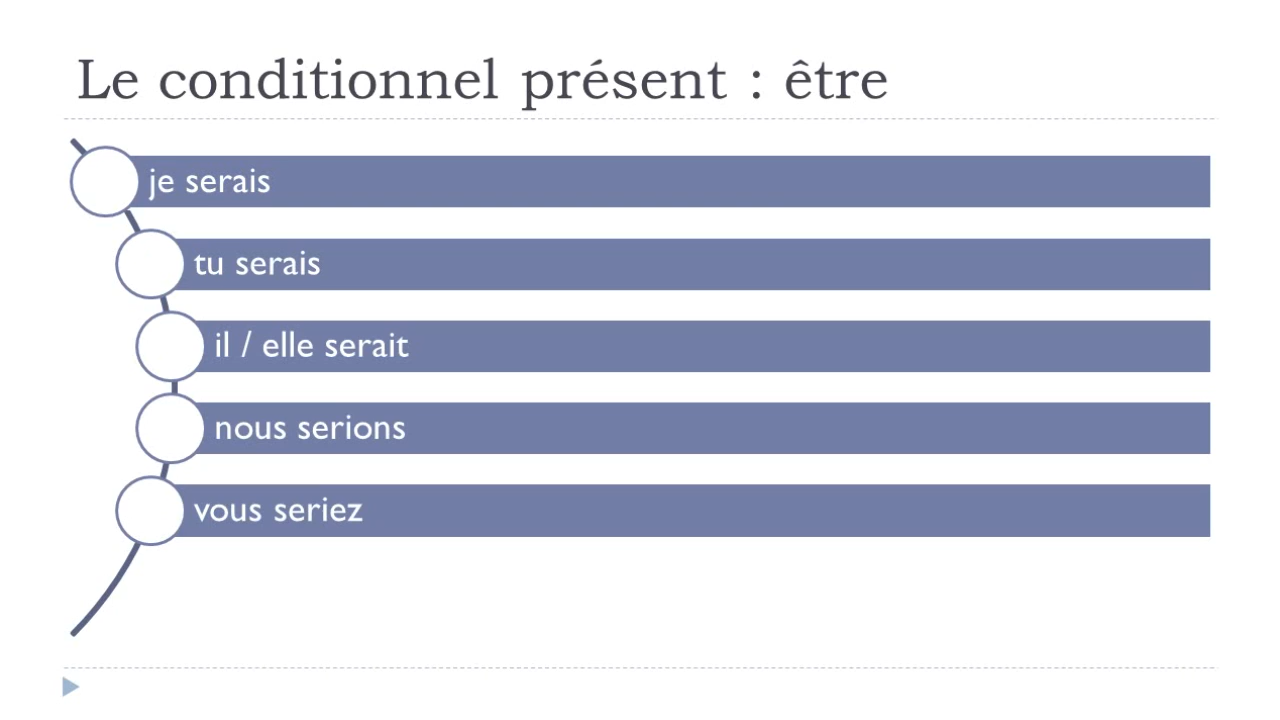 Le conditionnel présent : être
je serais
tu serais
il / elle serait
nous serions
vous seriez